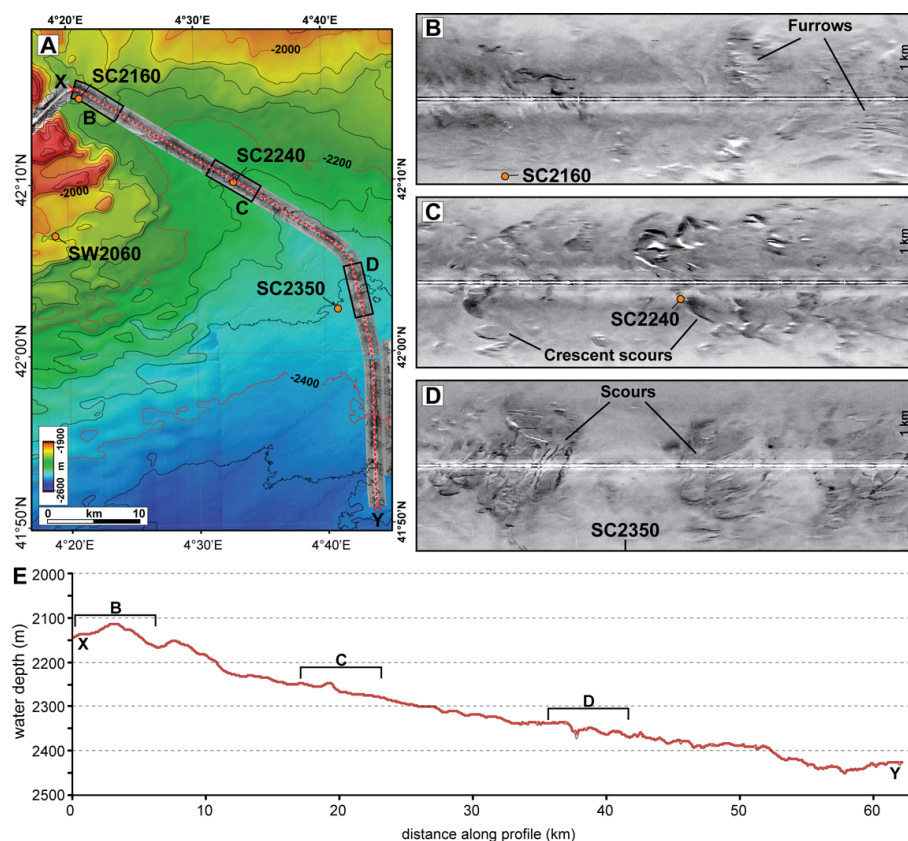 4°20'E 4°30'E 4°40'E
A
-2000
X
SC2160
B
SC2240
-2200
C
-2000
SW2060
D
SC2350
-2400
-1900
m
-2600
0 km 10
Y
42°10'N
42°00'N
41°50'N
42°10'N
42°00'N
41°50'N
4°20'E 4°30'E 4°40'E
B
Furrows
1 km
SC2160
C
1 km
SC2240
Crescent scours
D
Scours
1 km
SC2350
E
water depth (m)
2000
2100
2200
2300
2400
2500
B
X
C
D
Y
0 10 20 30 40 50 60
distance along profile (km)